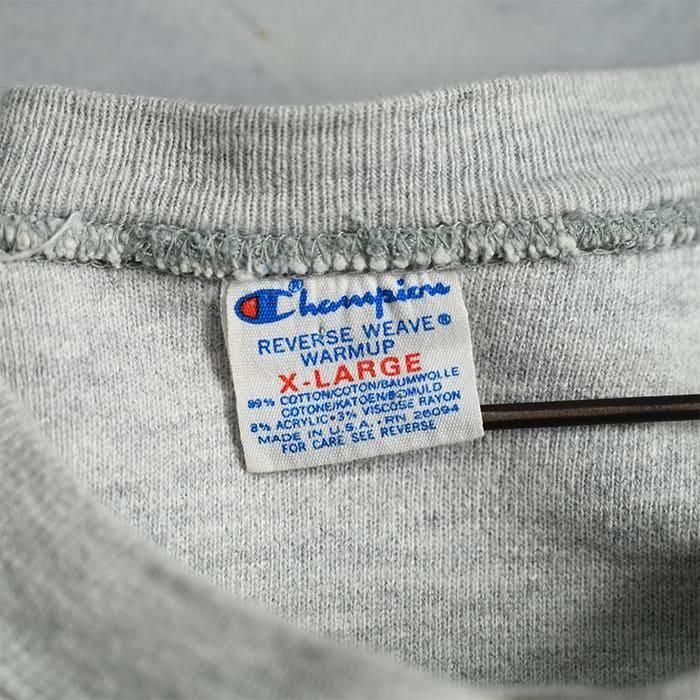 Champion®
REVERSE WEAVE®
WARMUP
X-LARGE
89% COTTON/COTON/BAUMWOLLE
COTONE/KATOEN/BOMULD
8% ACRYLIC•3% VISCOSE RAYON
MADE IN U.S.A.•RN 26094
FOR CARE SEE REVERSE